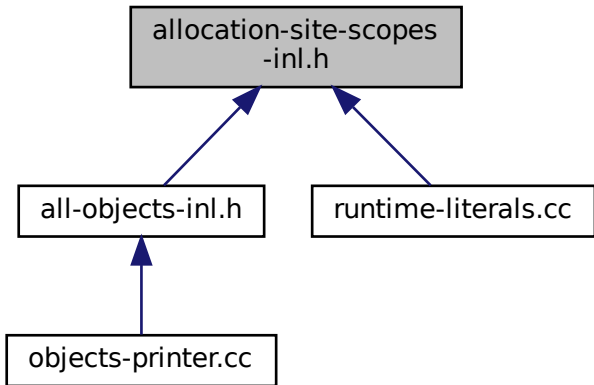 allocation-site-scopes
-inl.h
all-objects-inl.h
runtime-literals.cc
objects-printer.cc